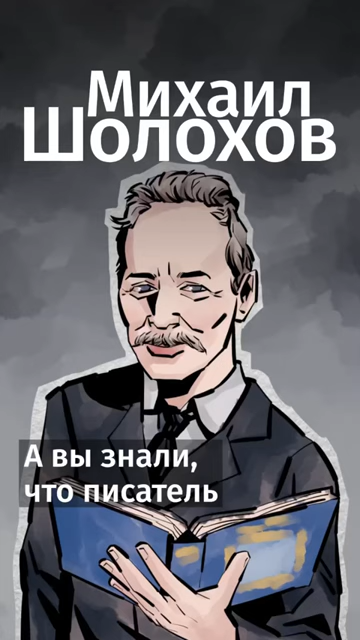 Михаил
Шолохов
А вы знали,
что писатель